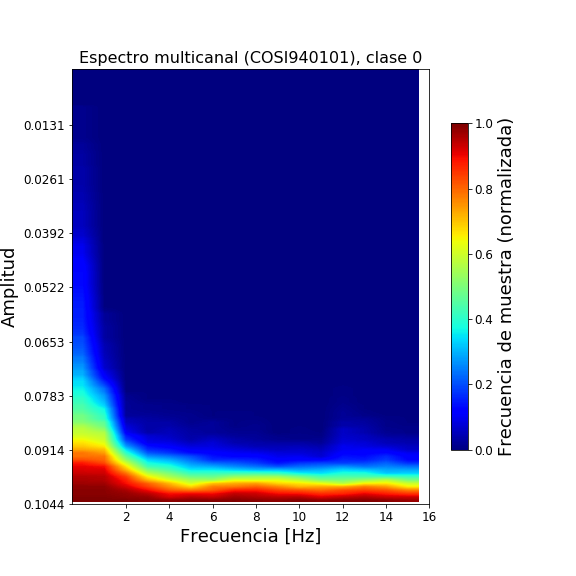 Espectro multicanal (COSI940101), clase 0
0.0131
0.0261
0.0392
0.0522
0.0653
0.0783
0.0914
0.1044
Amplitud
2 4 6 8 10 12 14 16
Frecuencia [Hz]
1.0
0.8
0.6
0.4
0.2
0.0
Frecuencia de muestra (normalizada)